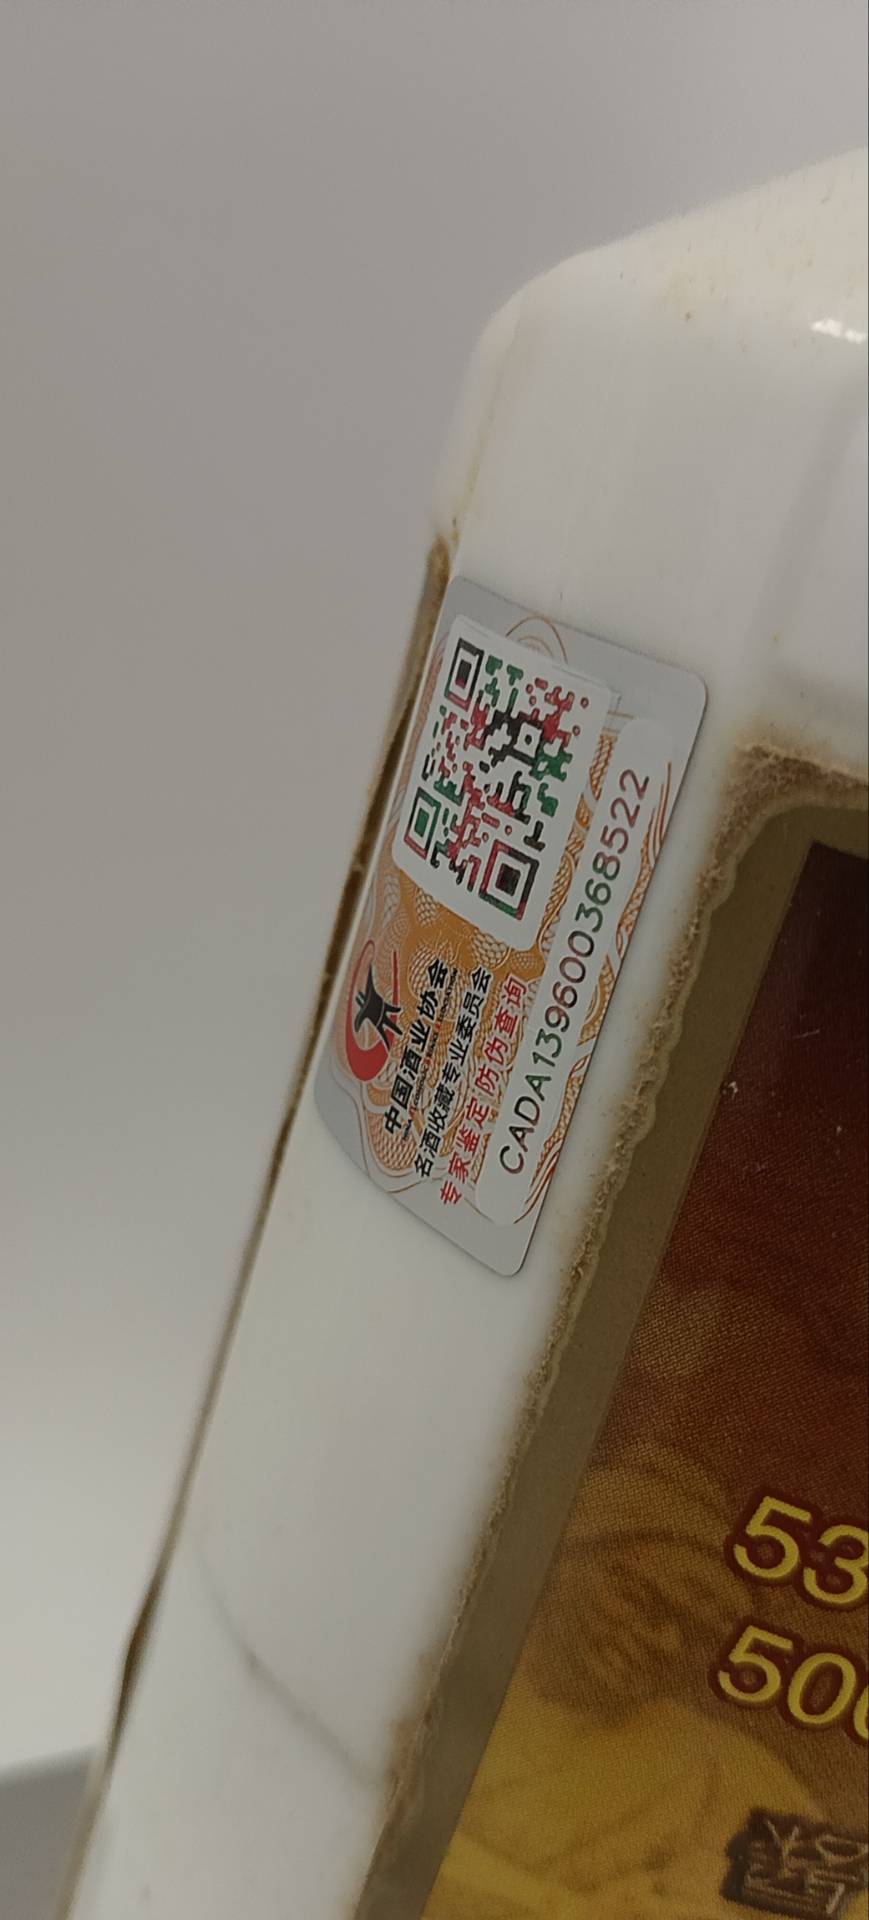 中国酒业协会
名酒收藏专业委员会
专家鉴定 防伪查询
CADA139600368522
53
500